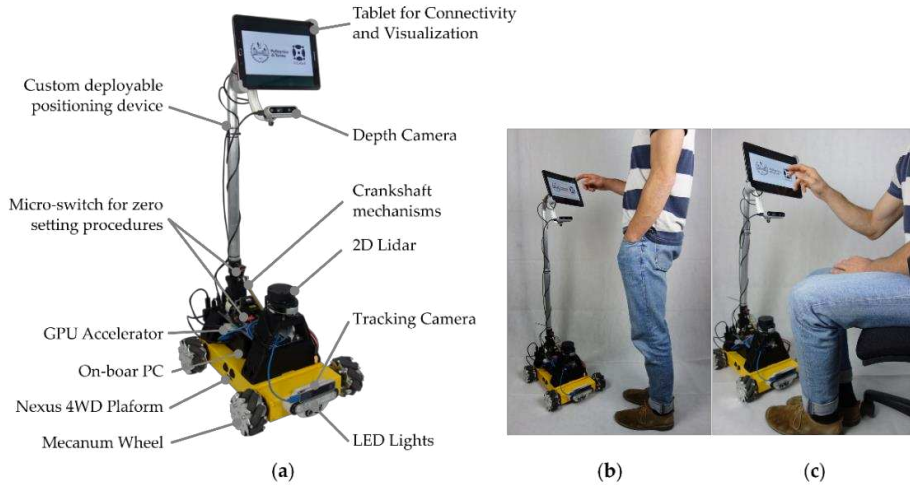 Tablet for Connectivity
and Visualization
Custom deployable
positioning device
Depth Camera
Micro-switch for zero
setting procedures
Crankshaft
mechanisms
2D Lidar
GPU Accelerator
Tracking Camera
On-boar PC
Nexus 4WD Plaform
Mecanum Wheel
LED Lights
(a)
(b)
(c)